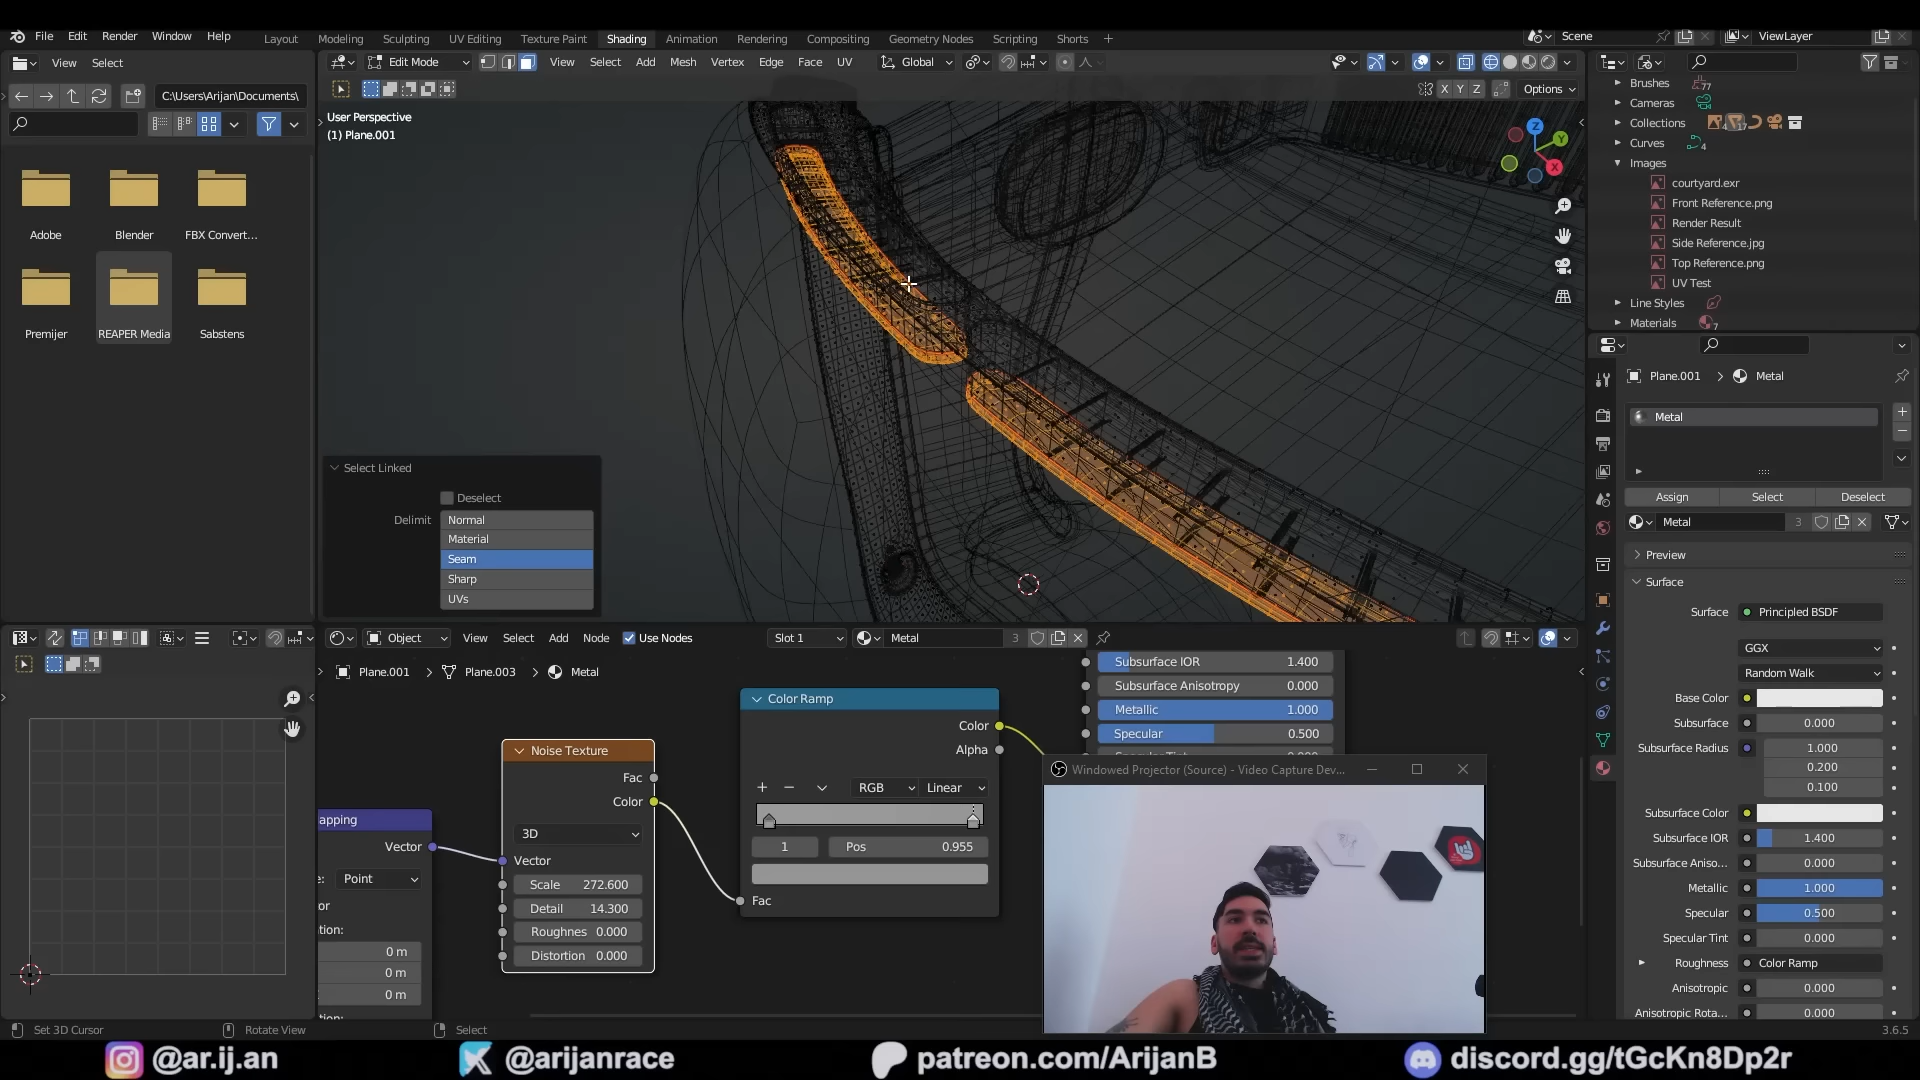 File Edit Render Window Help
Layout Modeling Sculpting UV Editing Texture Paint Shading Animation Rendering Compositing Geometry Nodes Scripting Shorts +
Scene
ViewLayer
View Select
Edit Mode
View Select Add Mesh Vertex Edge Face UV
Global
C:\Users\Arijan\Documents\
X Y Z
Options
User Perspective
(1) Plane.001
Adobe
Blender
FBX Convert...
Premijer
REAPER Media
Sabstens
Z
Y
X
Brushes
77
Cameras
Collections
17
Curves
4
Images
courtyard.exr
Front Reference.png
Render Result
Side Reference.jpg
Top Reference.png
UV Test
Line Styles
Materials
7
Select Linked
Deselect
Delimit
Normal
Material
Seam
Sharp
UVs
Plane.001 > Metal
Metal
Assign
Select
Deselect
Metal 3
Preview
Surface
Surface Principled BSDF
GGX
Random Walk
Base Color
Subsurface 0.000
Subsurface Radius 1.000
0.200
0.100
Subsurface Color
Subsurface IOR 1.400
Subsurface Aniso... 0.000
Metallic 1.000
Specular 0.500
Specular Tint 0.000
Roughness Color Ramp
Anisotropic 0.000
Anisotropic Rota... 0.000
Object
View Select Add Node Use Nodes
Slot 1
Metal 3
Plane.001 > Plane.003 > Metal
apping
Vector
e: Point
or
ion:
0 m
0 m
0 m
Noise Texture
Fac
Color
3D
Vector
Scale 272.600
Detail 14.300
Roughnes 0.000
Distortion 0.000
Color Ramp
Color
Alpha
+ − RGB Linear
1 Pos 0.955
Fac
Subsurface IOR 1.400
Subsurface Anisotropy 0.000
Metallic 1.000
Specular 0.500
Windowed Projector (Source) - Video Capture Dev...
Set 3D Cursor
Rotate View
Select
3.6.5
@ar.ij.an
@arijanrace
patreon.com/ArijanB
discord.gg/tGcKn8Dp2r